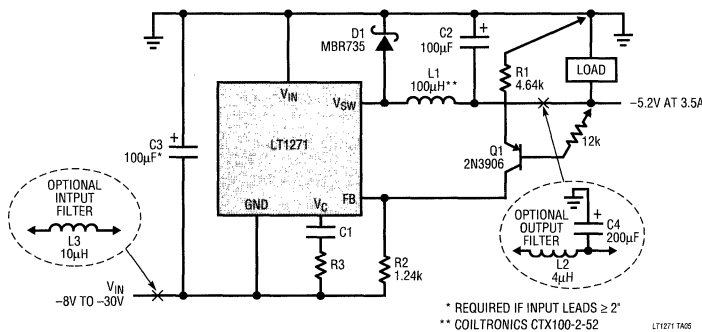 D1
MBR735
C2
100µF
+
R1
4.64k
LOAD
L1
100µH**
VIN
VSW
LT1271
–5.2V AT 3.5A
C3
100µF*
+
Q1
2N3906
12k
OPTIONAL
INTPUT
FILTER
L3
10µH
GND
VC
FB
C1
R3
R2
1.24k
OPTIONAL
OUTPUT
FILTER
+
C4
200µF
L2
4µH
VIN
–8V TO –30V
* REQUIRED IF INPUT LEADS ≥ 2"
** COILTRONICS CTX100-2-52
LT1271 TA05